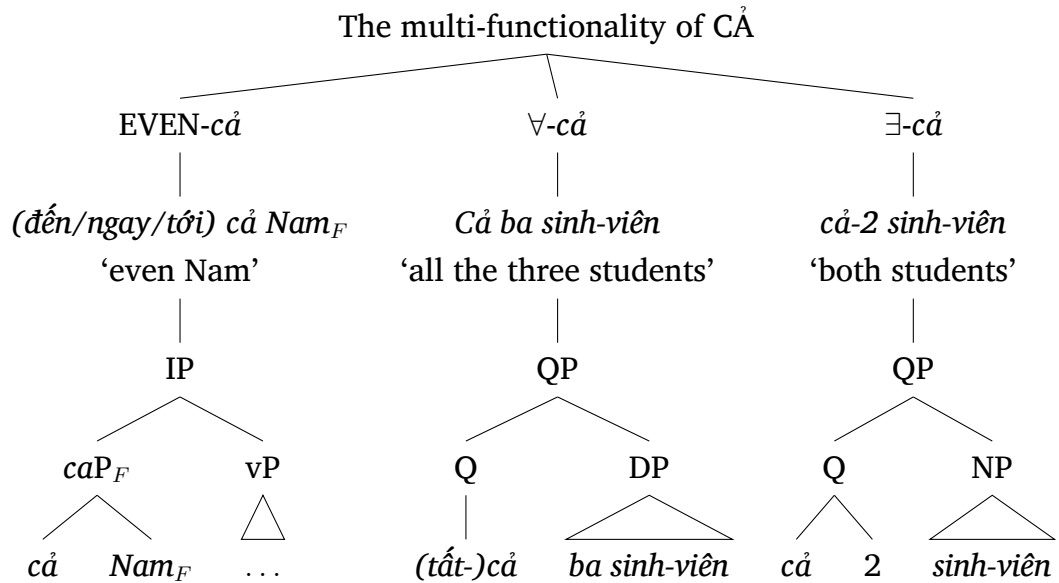 The multi-functionality of CẢ
EVEN-cả ∀-cả ∃-cả
(đến/ngay/tới) cả Nam_F Cả ba sinh-viên cả-2 sinh-viên
‘even Nam’ ‘all the three students’ ‘both students’
IP QP QP
caP_F vP Q DP Q NP
cả Nam_F ... (tất-)cả ba sinh-viên cả 2 sinh-viên